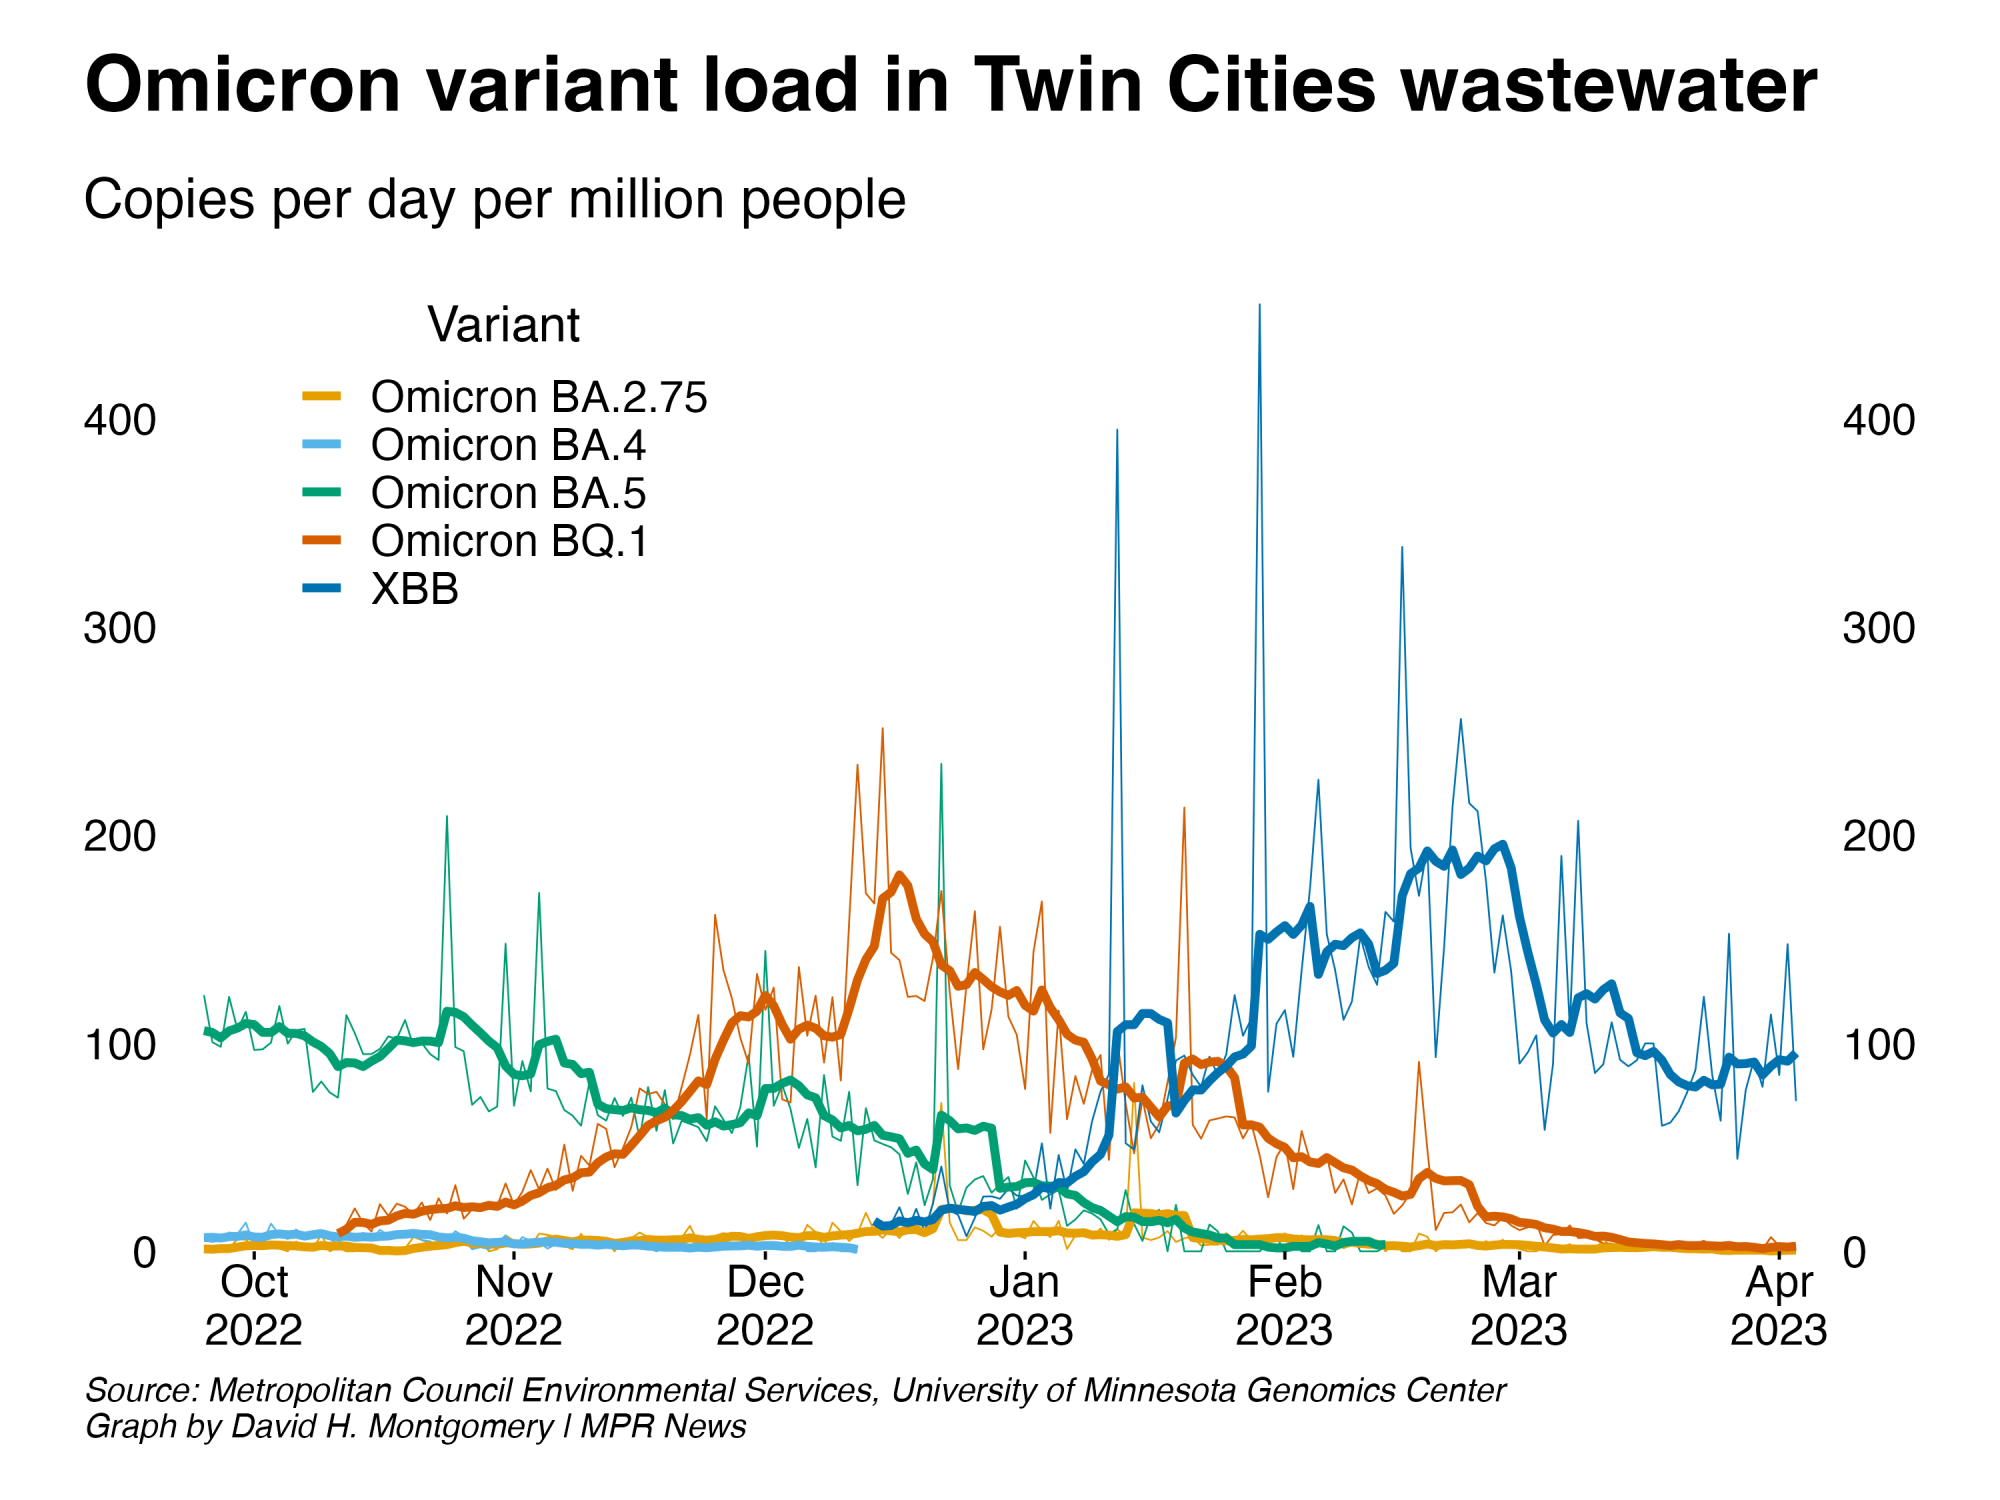 Omicron variant load in Twin Cities wastewater
Copies per day per million people
Variant
Omicron BA.2.75
Omicron BA.4
Omicron BA.5
Omicron BQ.1
XBB
400 400
300 300
200 200
100 100
0 0
Oct Nov Dec Jan Feb Mar Apr
2022 2022 2022 2023 2023 2023 2023
Source: Metropolitan Council Environmental Services, University of Minnesota Genomics Center
Graph by David H. Montgomery | MPR News